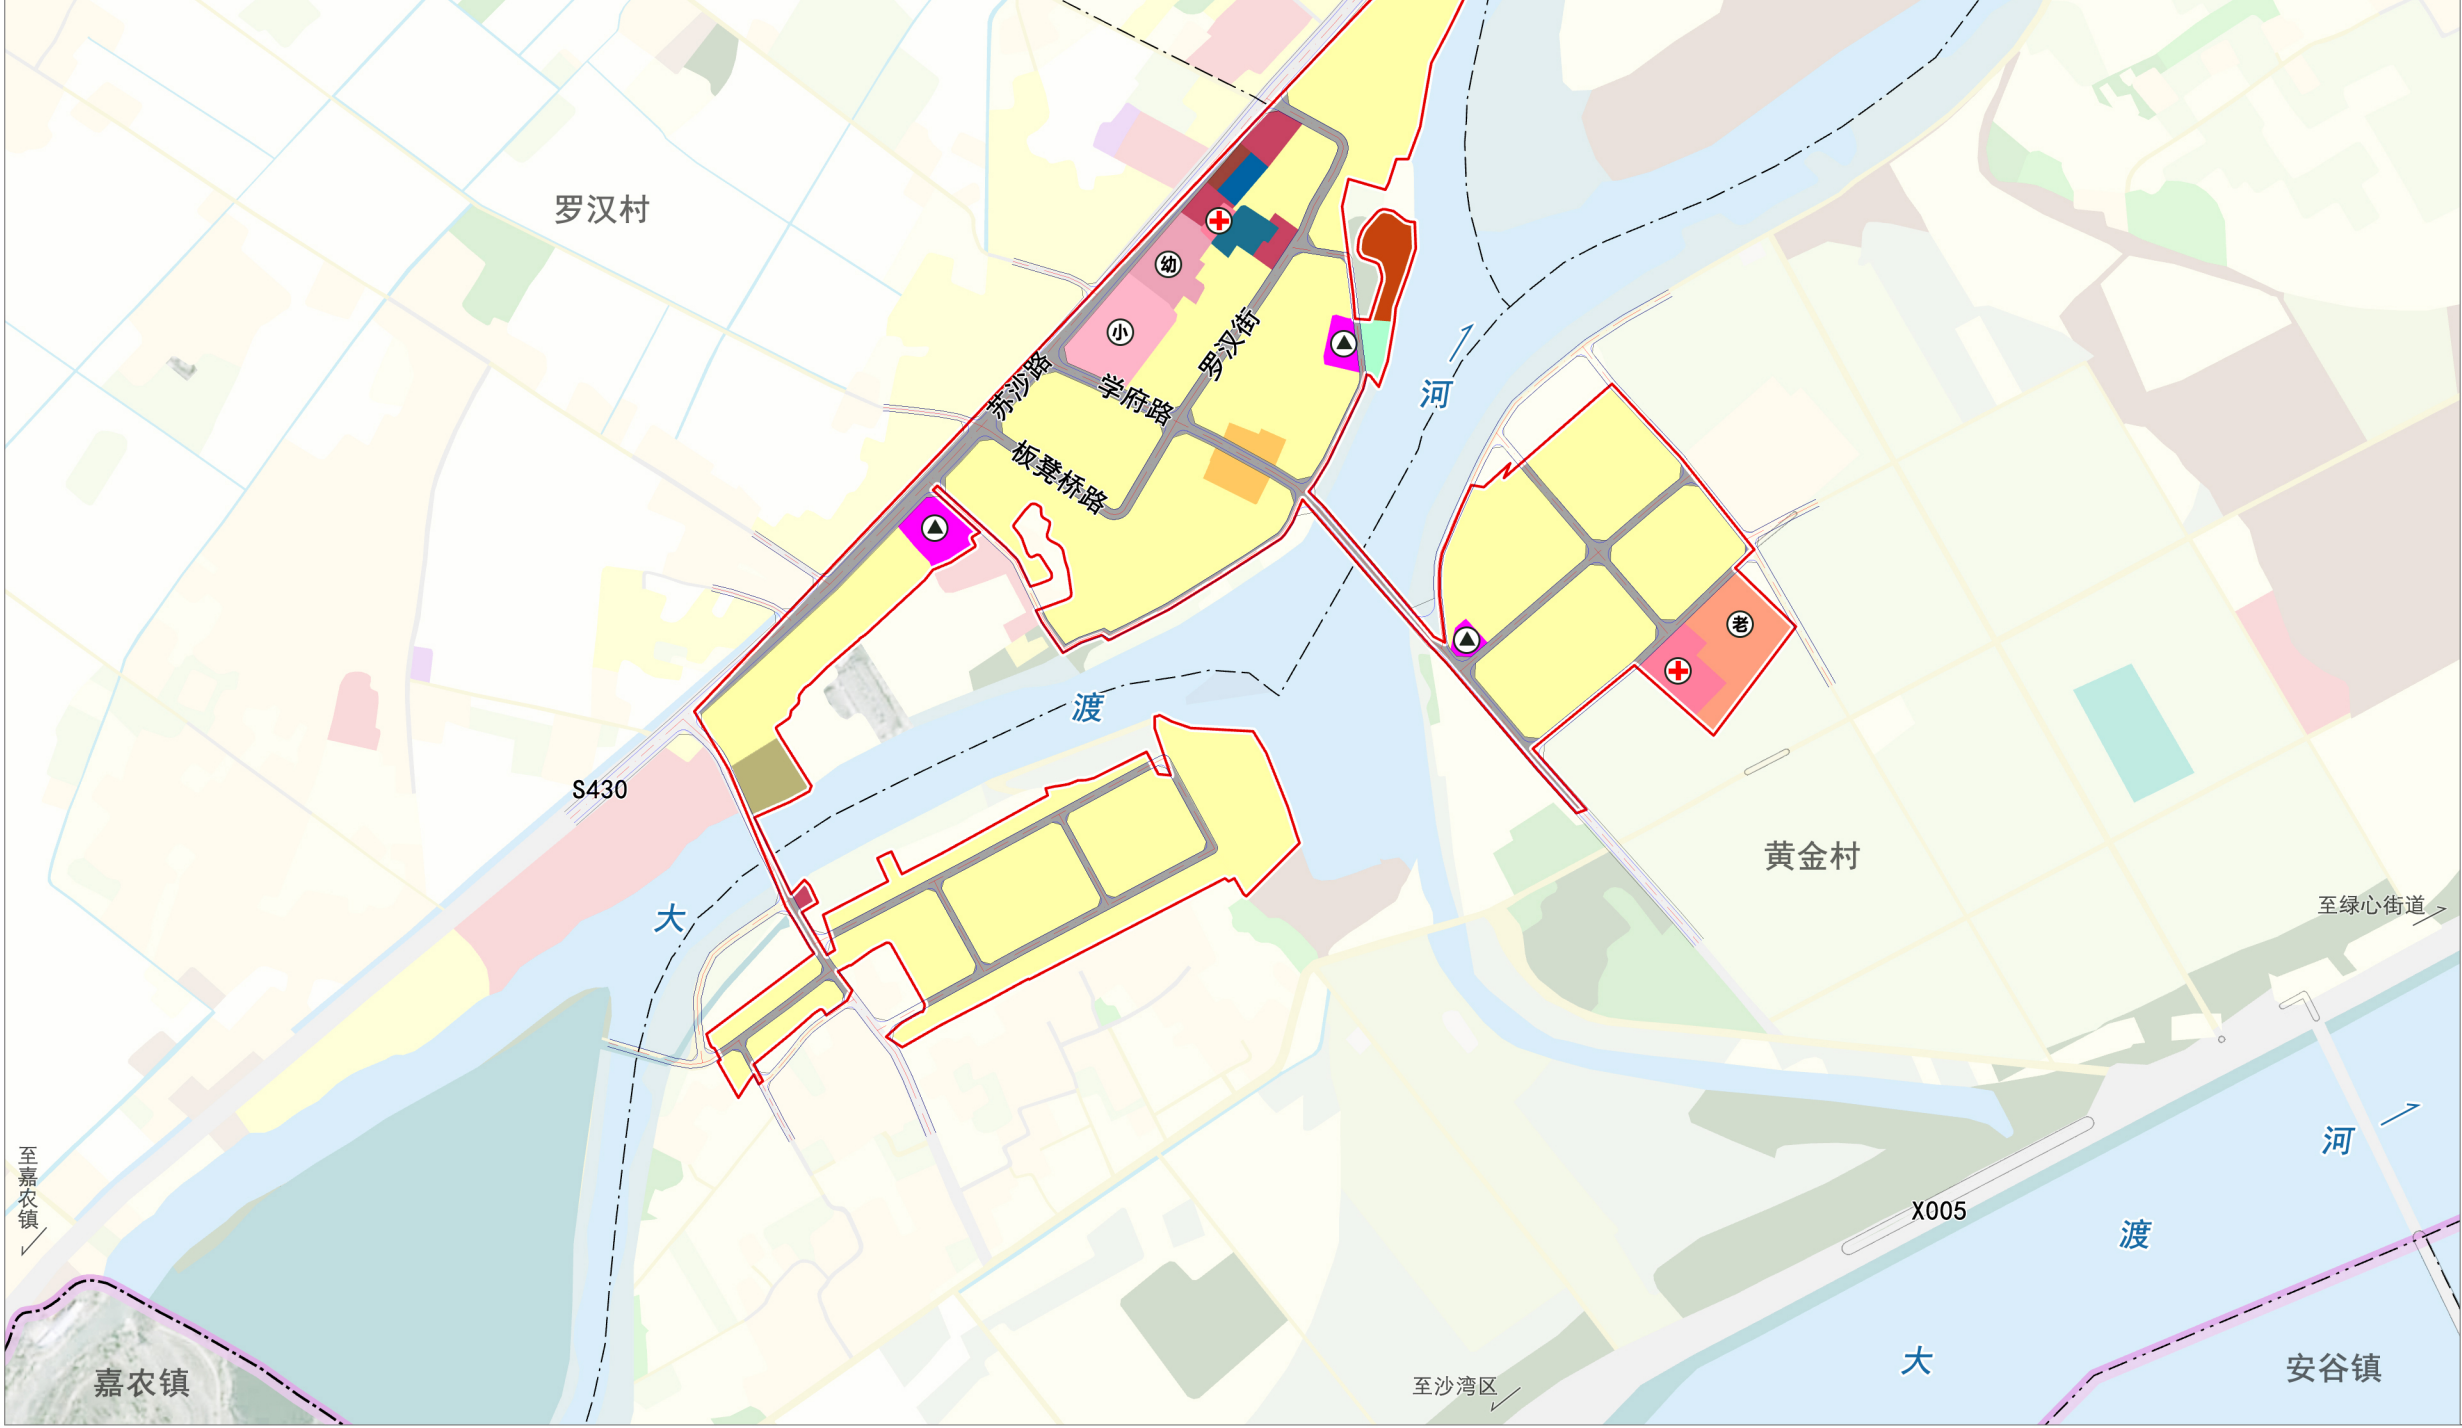 罗汉村
幼
小
罗汉街
苏沙路
学府路
板凳桥路
河
老
渡
S430
黄金村
大
至绿心街道
至嘉农镇
河
X005
渡
大
嘉农镇
至沙湾区
安谷镇